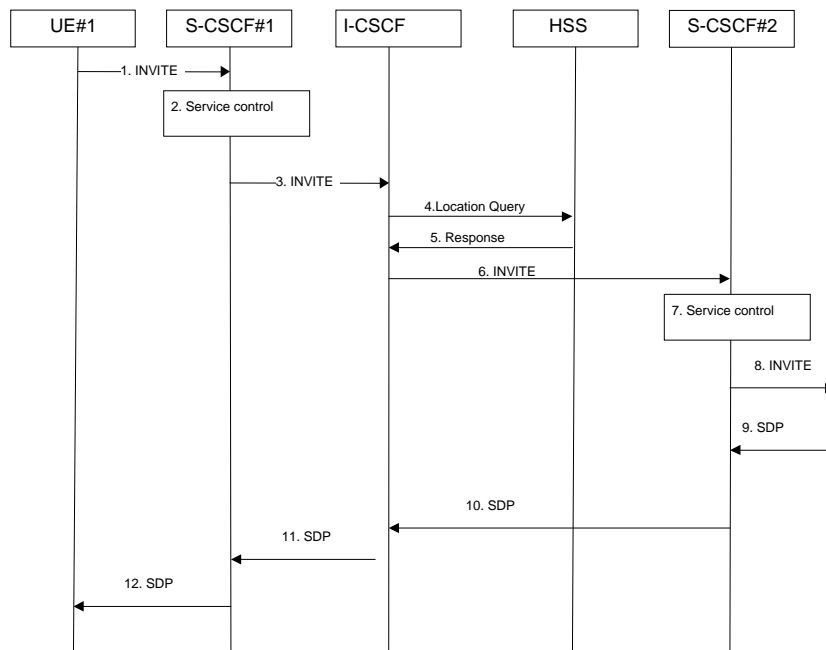 UE#1
S-CSCF#1
I-CSCF
HSS
S-CSCF#2
1. INVITE
2. Service control
3. INVITE
4.Location Query
5. Response
6. INVITE
7. Service control
8. INVITE
9. SDP
10. SDP
11. SDP
12. SDP